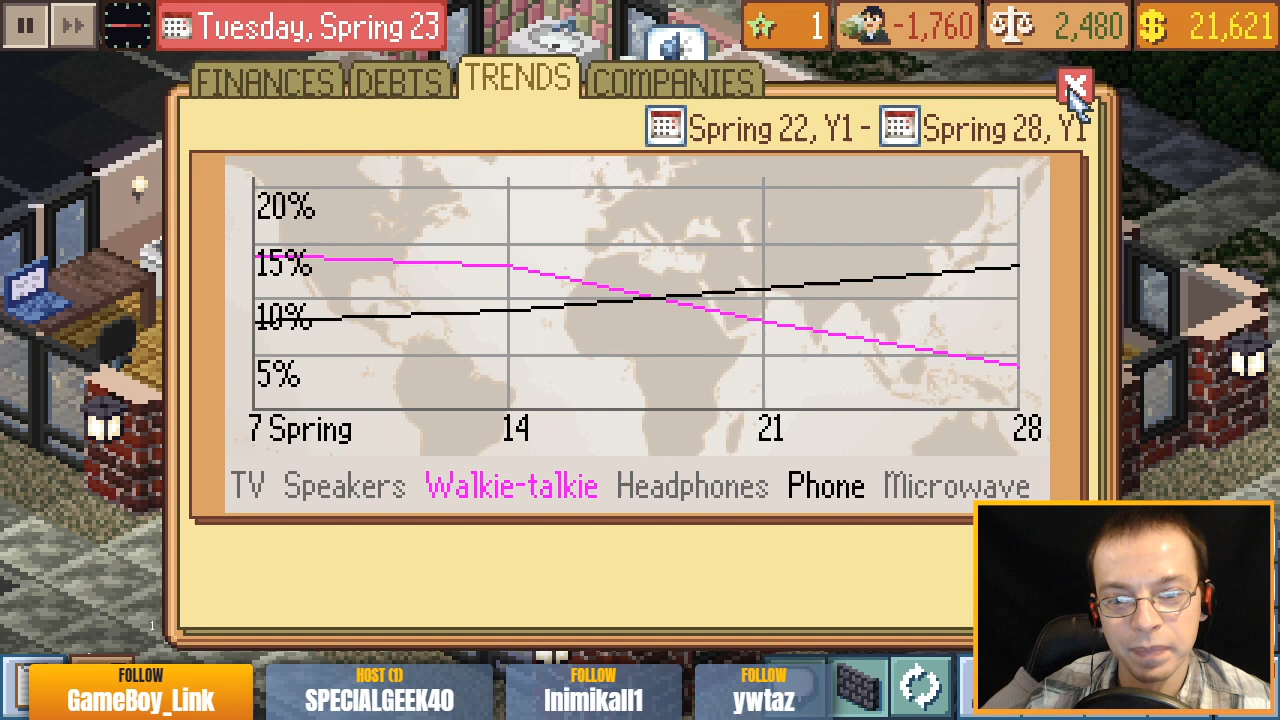 Tuesday, Spring 23
1
-1,760
2,480
21,621
FINANCES DEBTS TRENDS COMPANIES
Spring 22, Y1 - Spring 28, Y1
20%
15%
10%
5%
7 Spring 14 21 28
TV Speakers Walkie-talkie Headphones Phone Microwave
1
FOLLOW HOST (1) FOLLOW FOLLOW
GameBoy_Link SPECIALGEEK40 Inimikall1 ywtaz